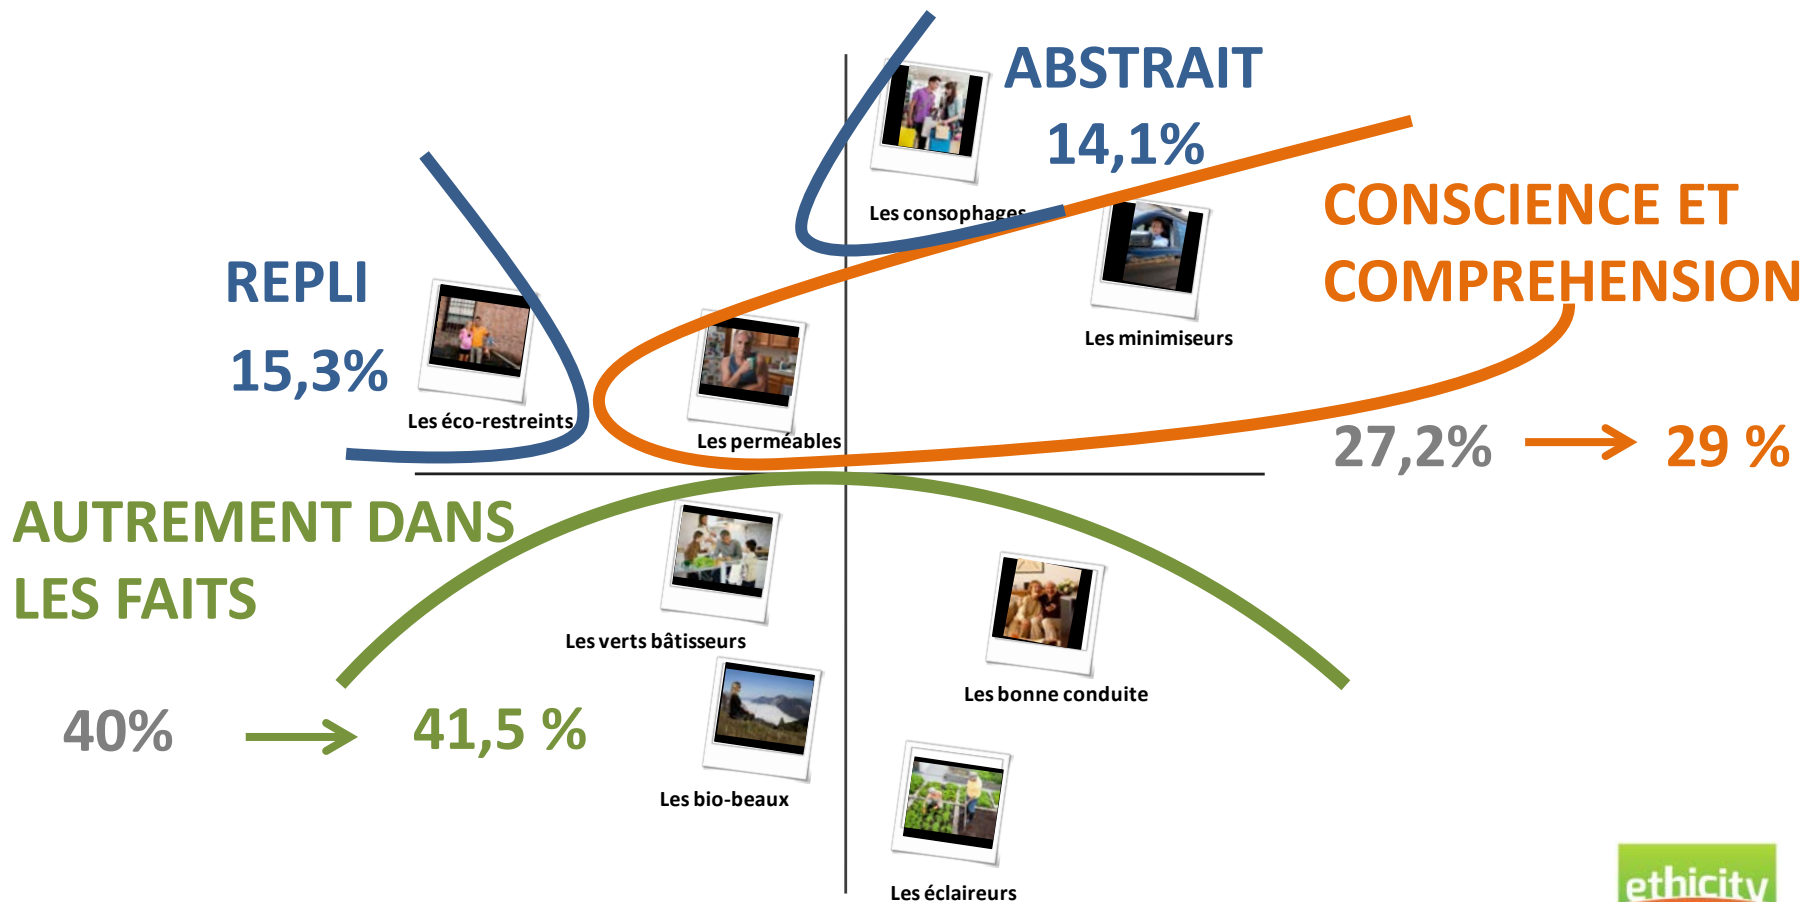 ABSTRAIT
14,1%
Les consophages
CONSCIENCE ET
COMPREHENSION
REPLI
15,3%
Les minimiseurs
Les éco-restreints
Les perméables
27,2% → 29 %
AUTREMENT DANS
LES FAITS
Les verts bâtisseurs
Les bonne conduite
40% → 41,5 %
Les bio-beaux
Les éclaireurs
ethicity